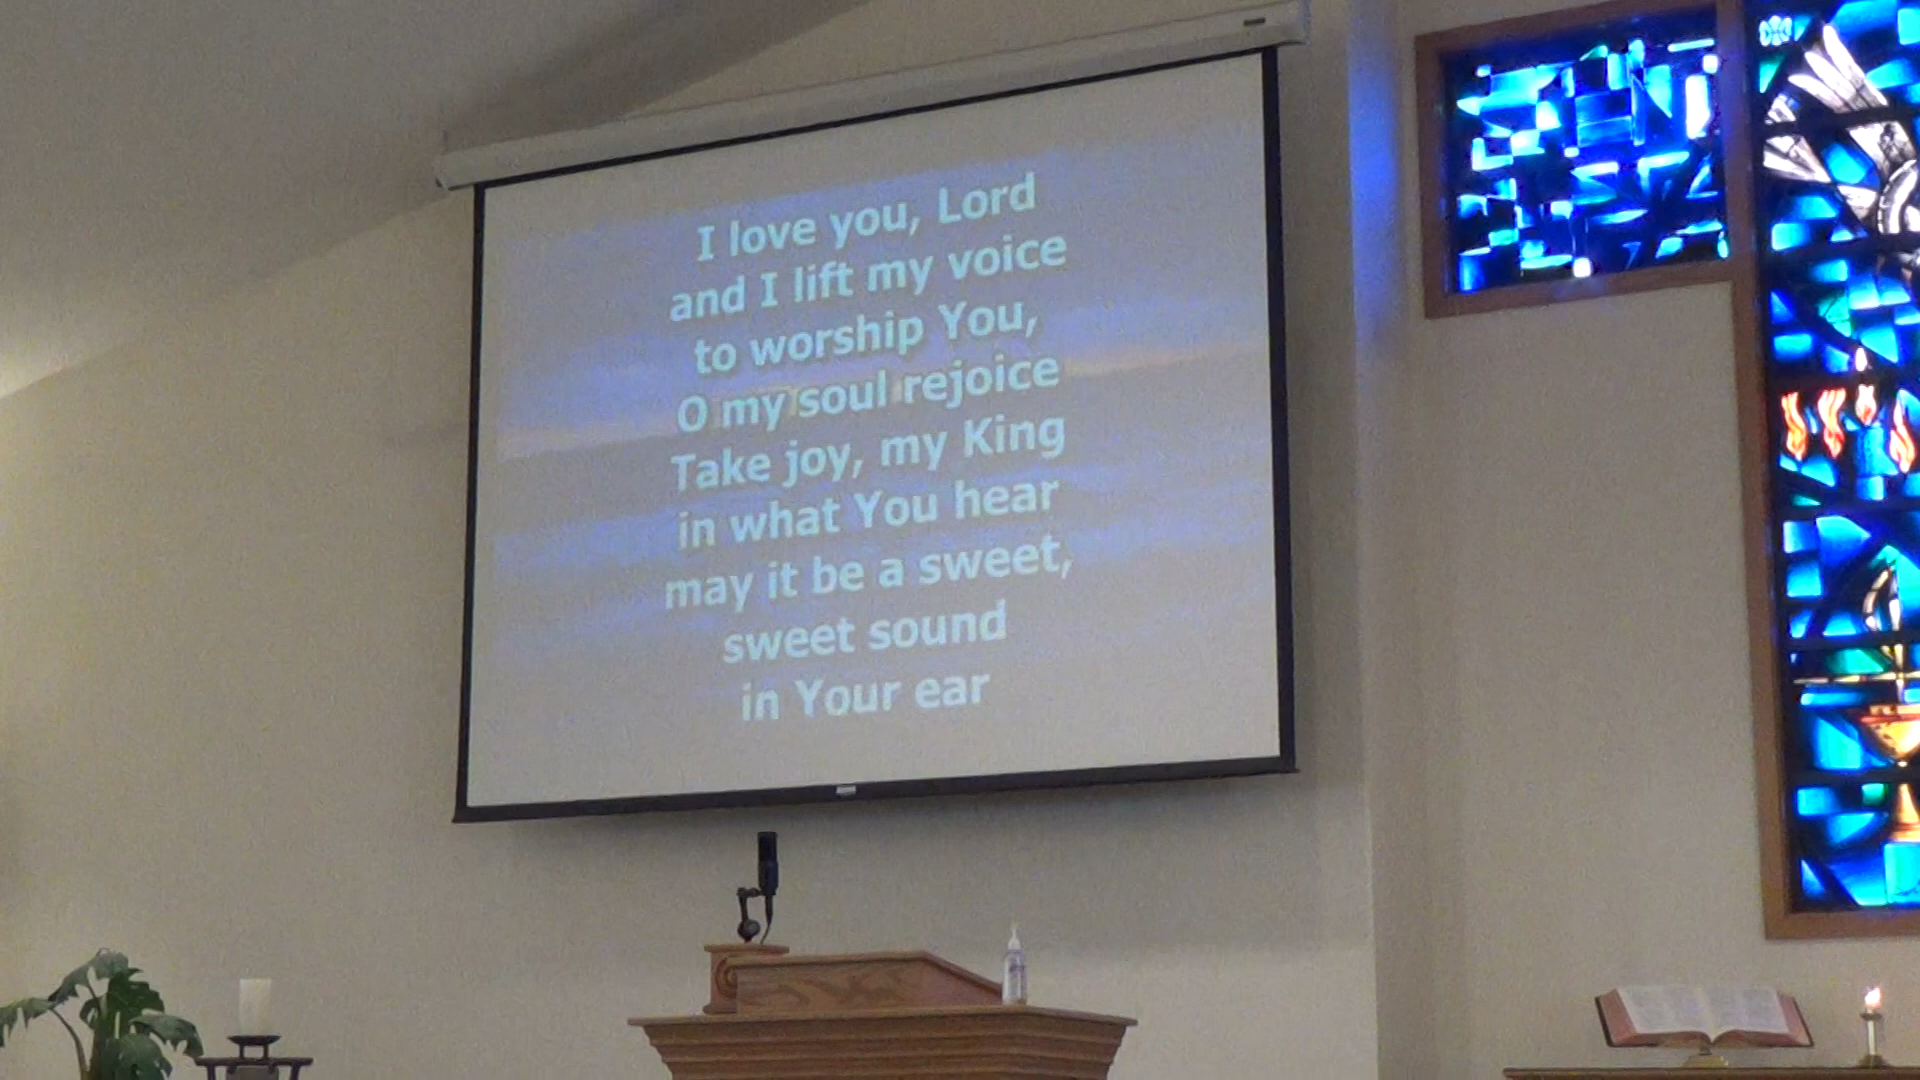 I love you, Lord
and I lift my voice
to worship You,
O my soul rejoice
Take joy, my King
in what You hear
may it be a sweet,
sweet sound
in Your ear